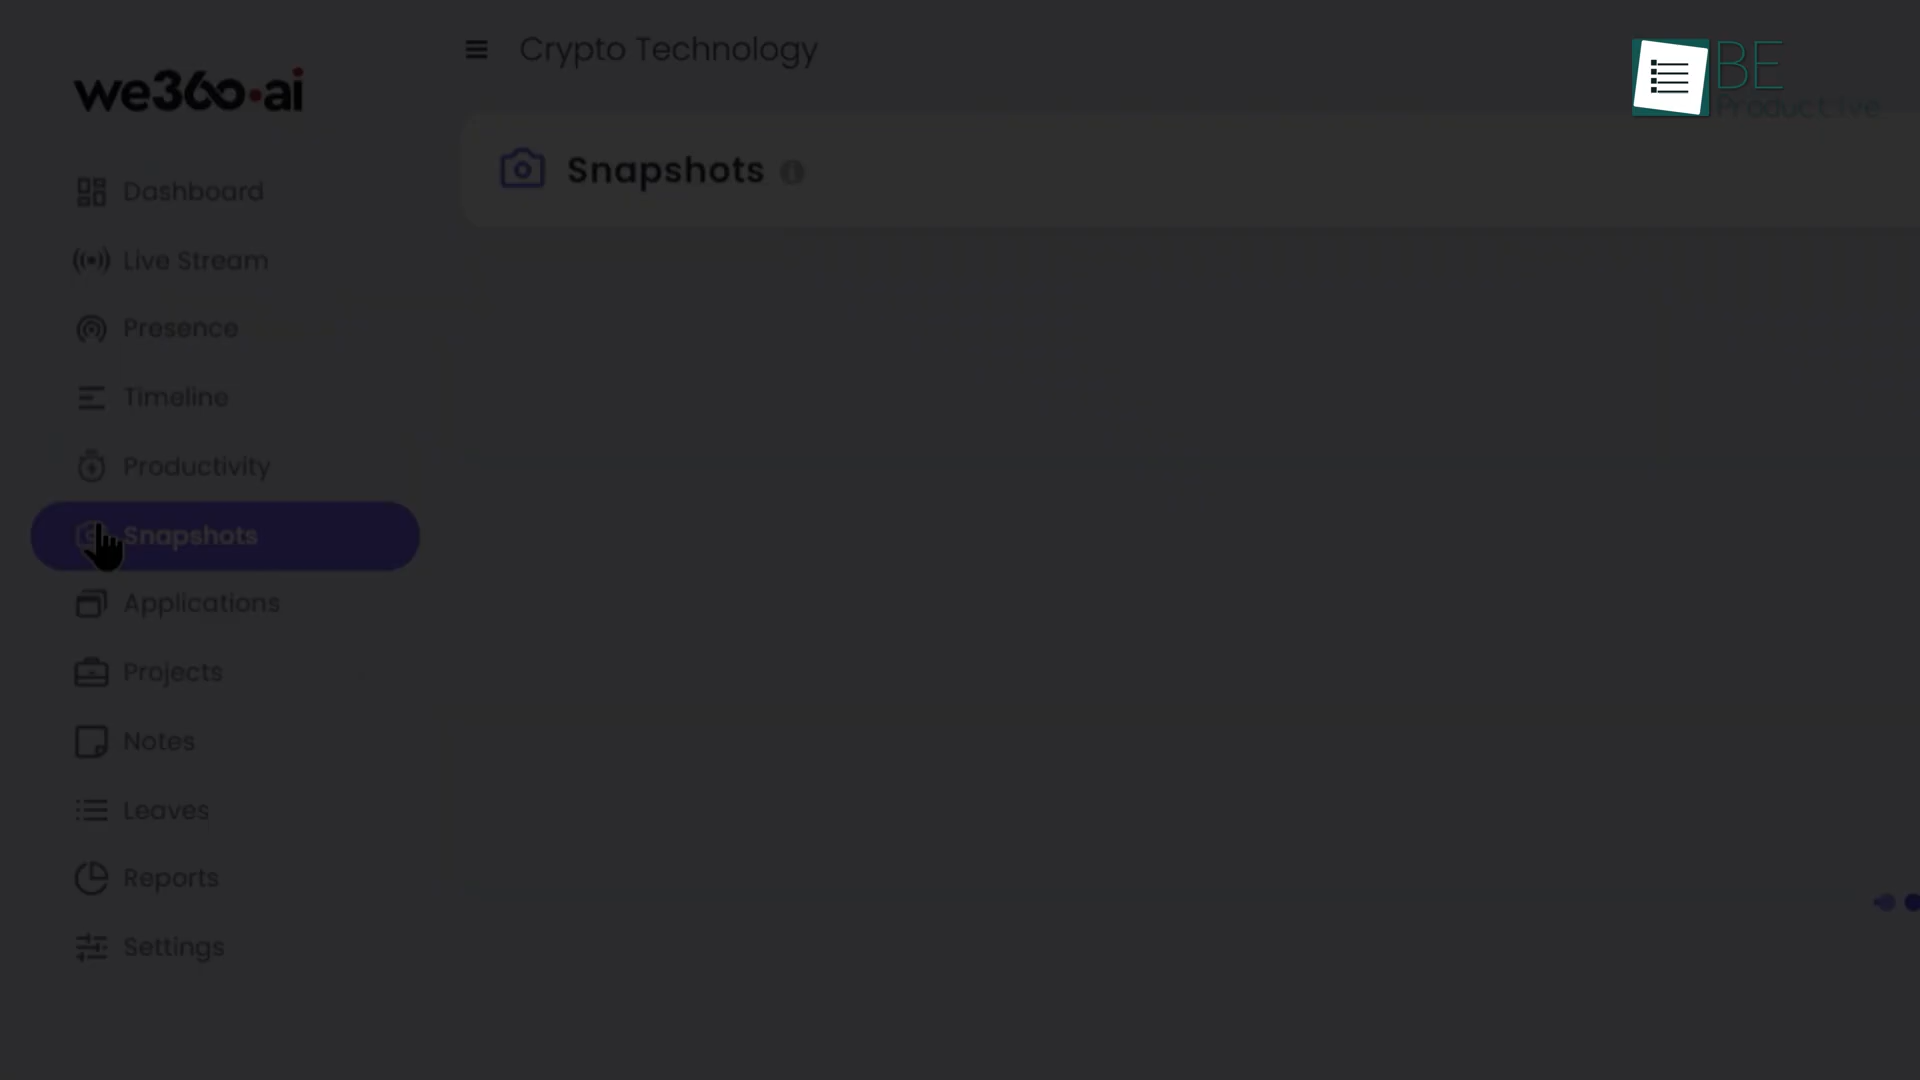 we360.ai
Crypto Technology
BE
Productive
Snapshots
Dashboard
Live Stream
Presence
Timeline
Productivity
Snapshots
Applications
Projects
Notes
Leaves
Reports
Settings